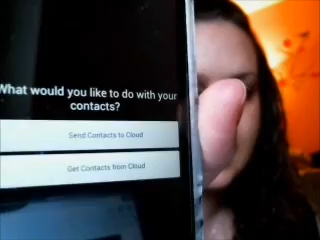 What would you like to do with your
contacts?
Send Contacts to Cloud
Get Contacts from Cloud